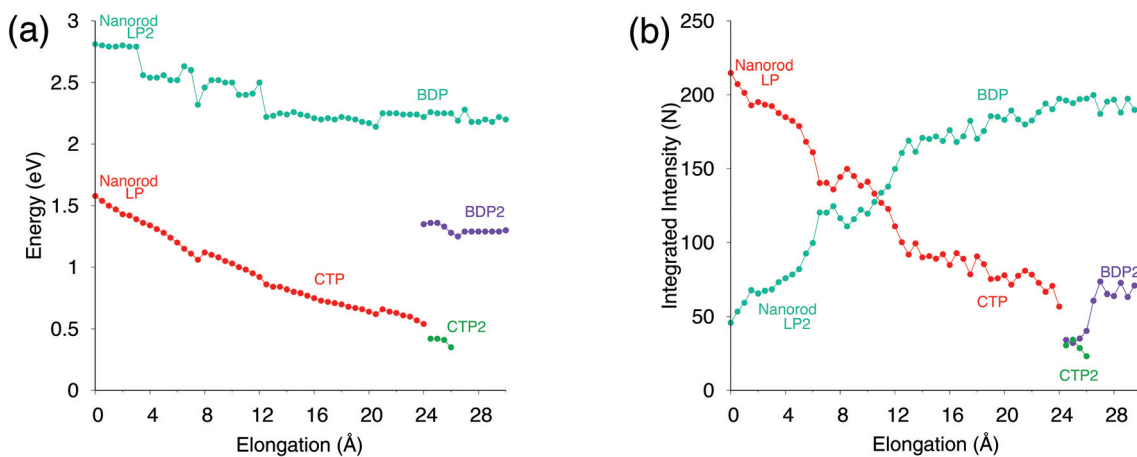 (a)
3
2.5
2
1.5
1
0.5
0
Energy (eV)
Nanorod
LP2
BDP
Nanorod
LP
BDP2
CTP
CTP2
0 4 8 12 16 20 24 28
Elongation (Å)
(b)
250
200
150
100
50
0
Integrated Intensity (N)
Nanorod
LP
BDP
Nanorod
LP2
CTP
BDP2
CTP2
0 4 8 12 16 20 24 28
Elongation (Å)